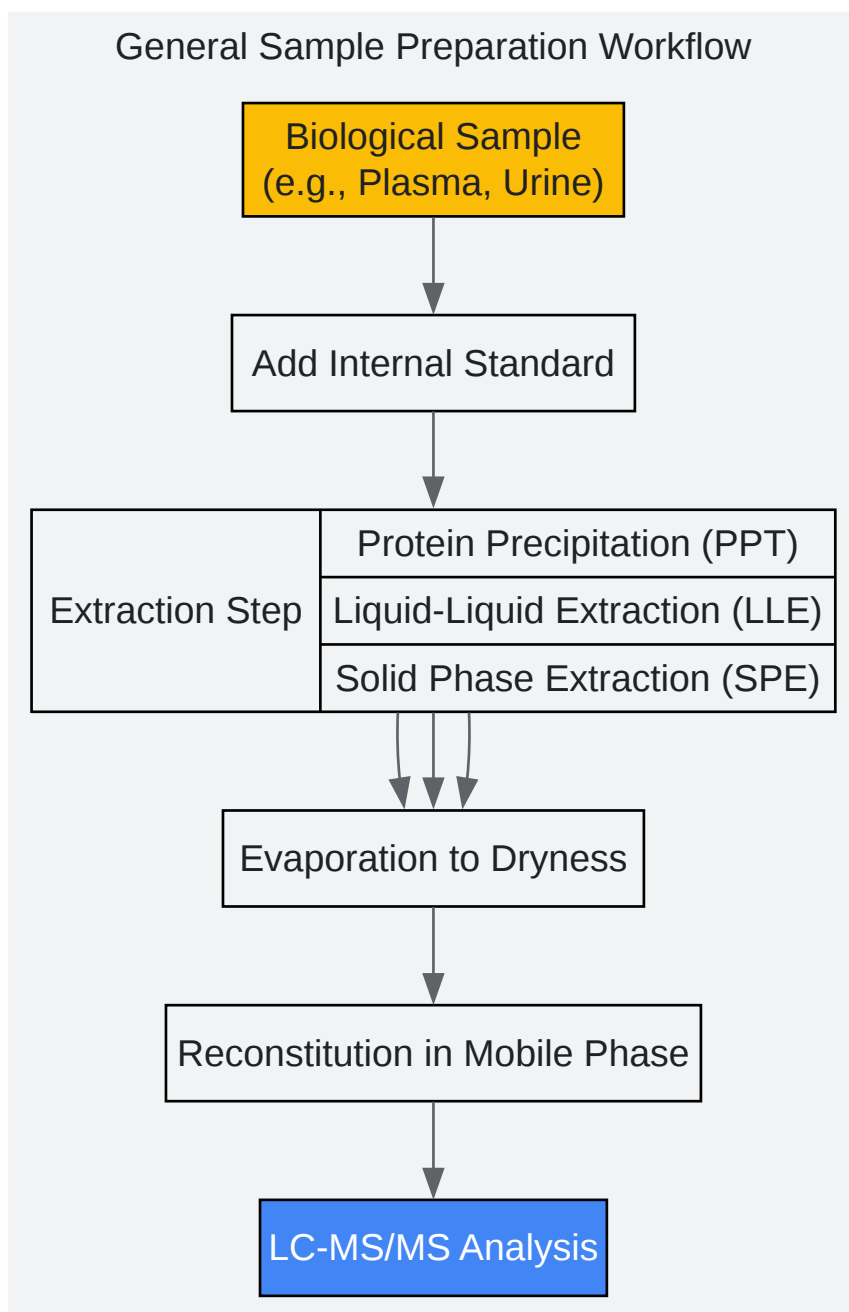 General Sample Preparation Workflow
Biological Sample
(e.g., Plasma, Urine)
Add Internal Standard
Extraction Step
Protein Precipitation (PPT)
Liquid-Liquid Extraction (LLE)
Solid Phase Extraction (SPE)
Evaporation to Dryness
Reconstitution in Mobile Phase
LC-MS/MS Analysis